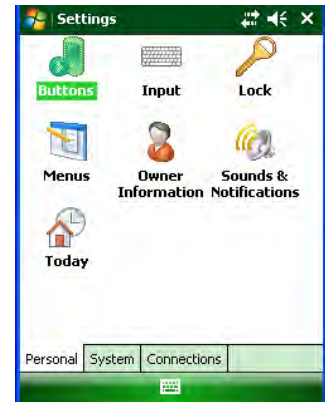 Settings
Buttons Input Lock
Menus Owner Information Sounds & Notifications
Today
Personal System Connections